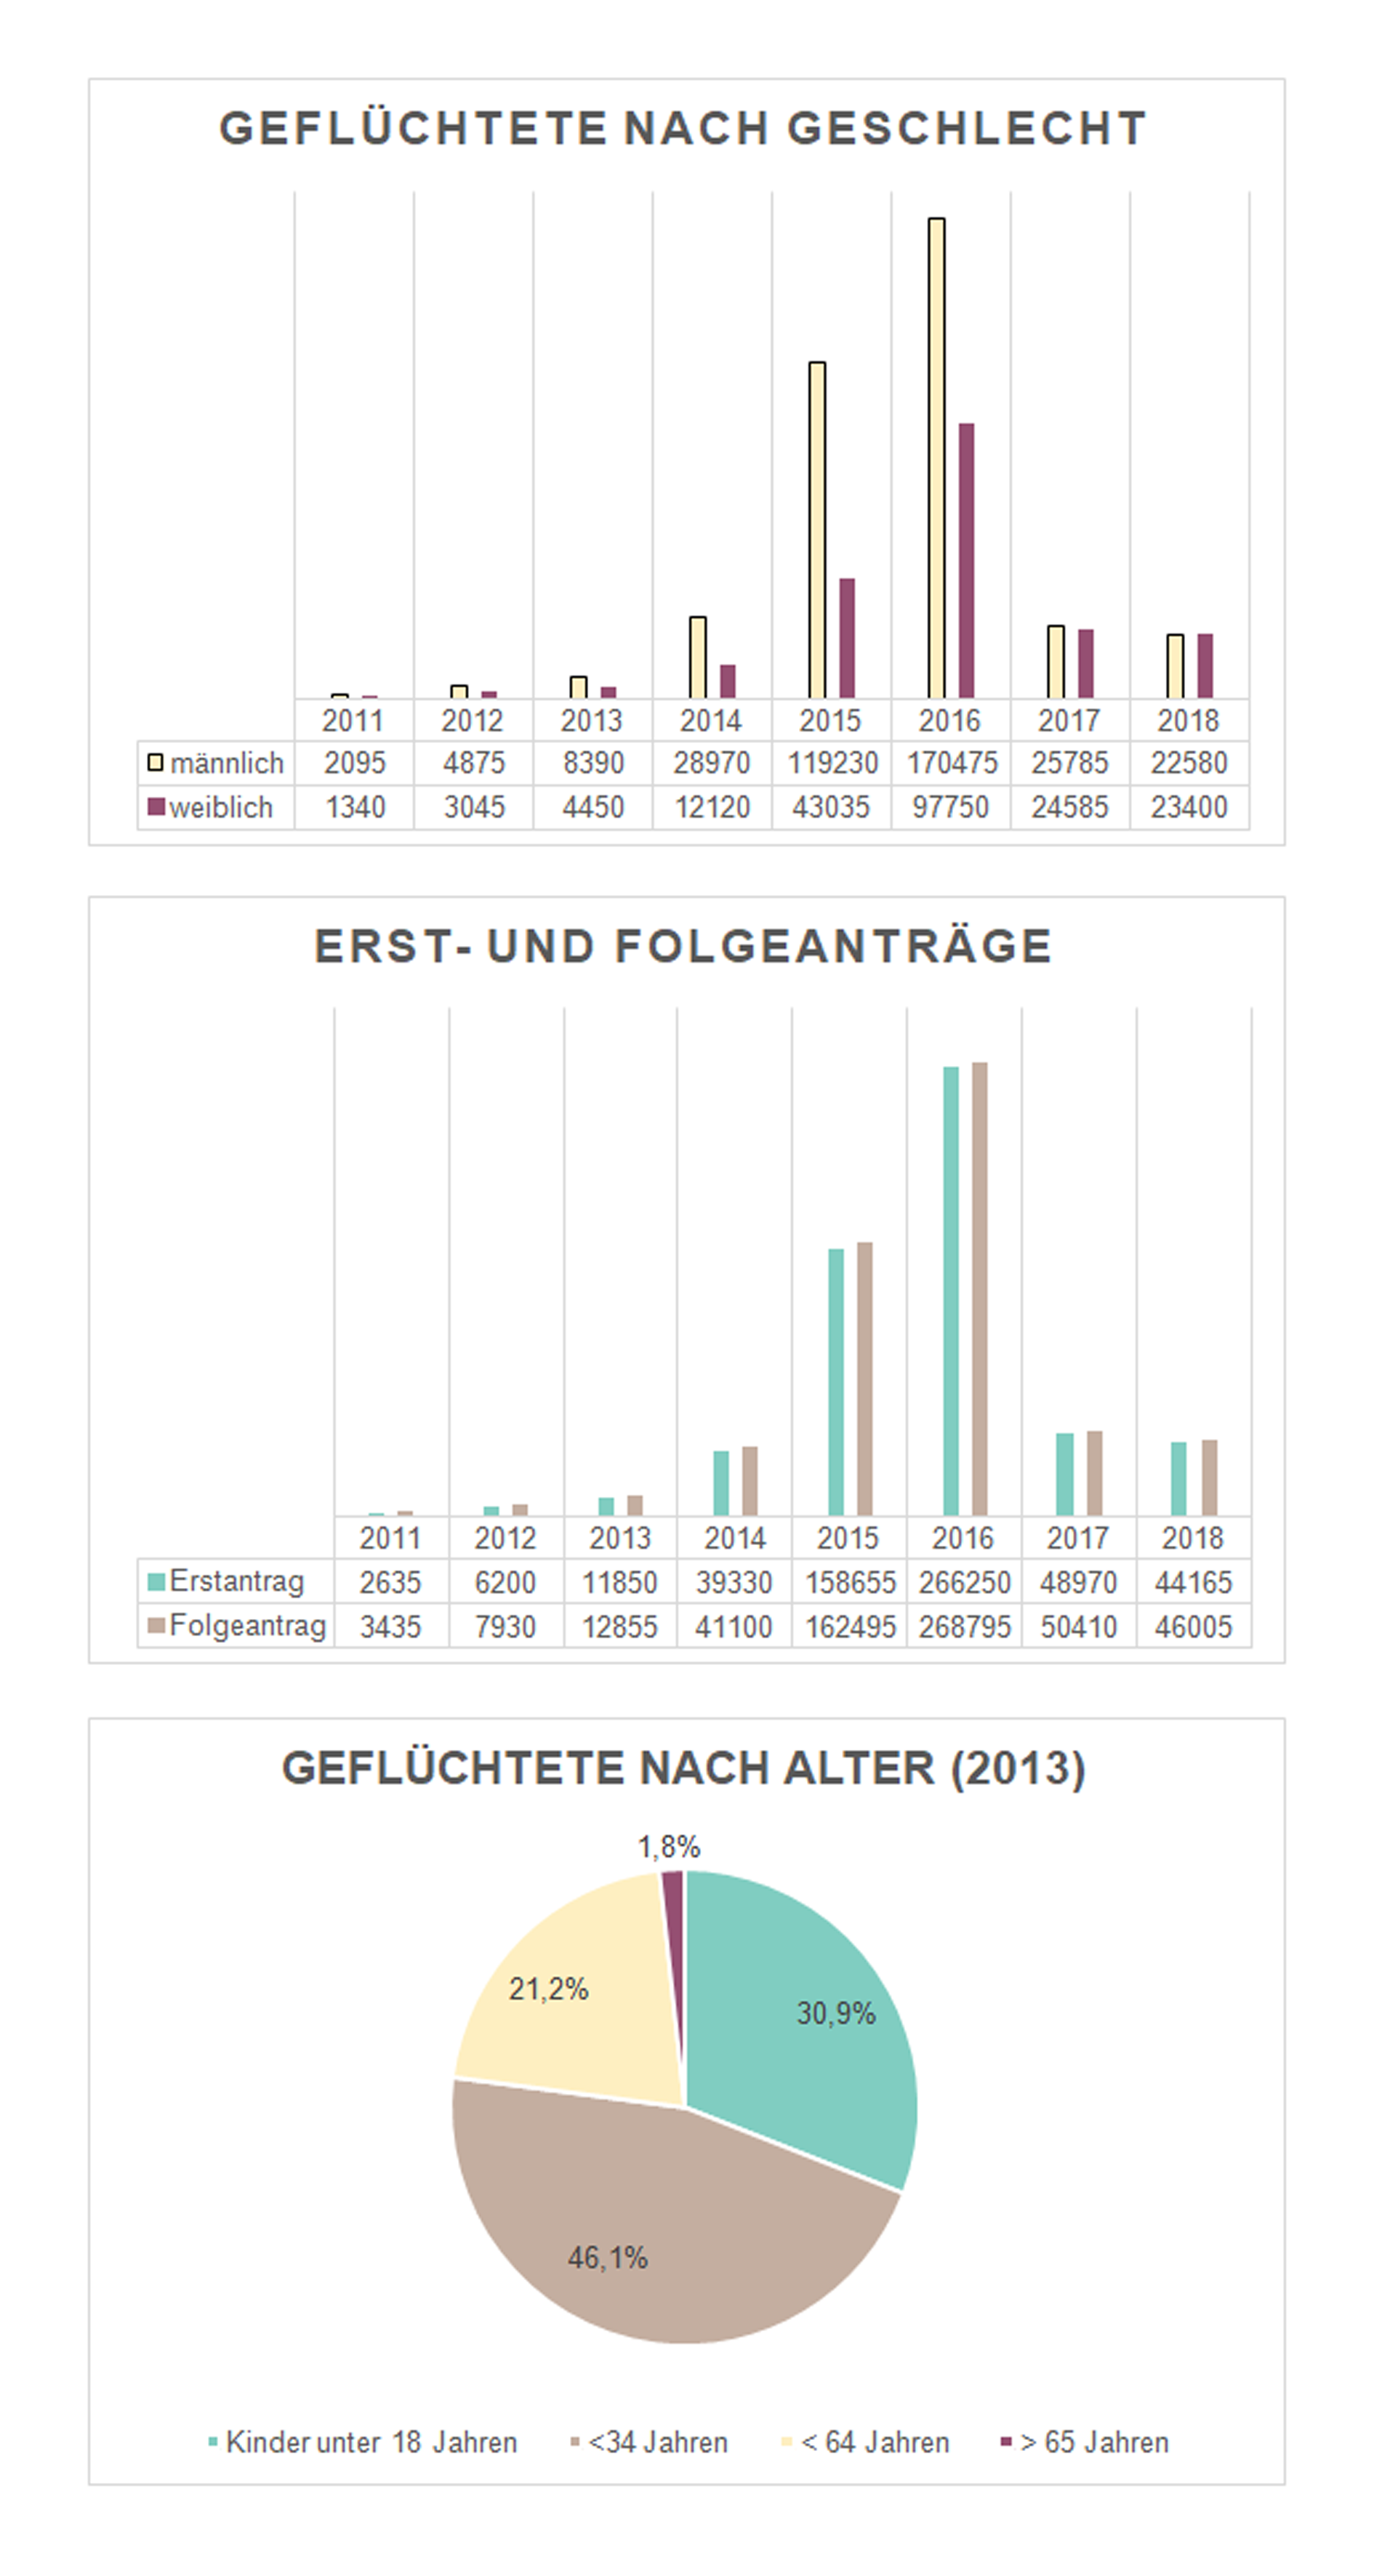 GEFLÜCHTETE NACH GESCHLECHT
2011 2012 2013 2014 2015 2016 2017 2018
männlich 2095 4875 8390 28970 119230 170475 25785 22580
weiblich 1340 3045 4450 12120 43035 97750 24585 23400
ERST- UND FOLGEANTRÄGE
2011 2012 2013 2014 2015 2016 2017 2018
Erstantrag 2635 6200 11850 39330 158655 266250 48970 44165
Folgeantrag 3435 7930 12855 41100 162495 268795 50410 46005
GEFLÜCHTETE NACH ALTER (2013)
1,8%
21,2%
30,9%
46,1%
Kinder unter 18 Jahren <34 Jahren < 64 Jahren > 65 Jahren